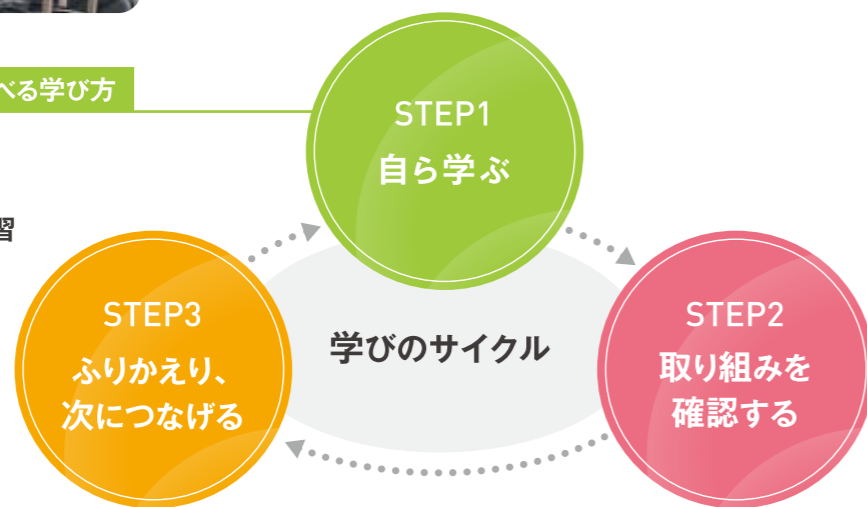 べる学び方
STEP1
自ら学ぶ
習
STEP3
ふりかえり、
次につなげる
学びのサイクル
STEP2
取り組みを
確認する